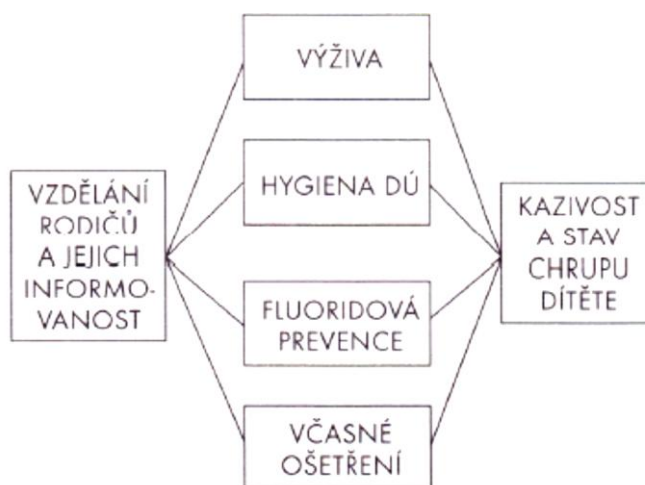 VÝŽIVA
HYGIENA DÚ
VZDĚLÁNÍ
RODIČŮ
A JEJICH
INFORMO-
VANOST
KAZIVOST
A STAV
CHRUPU
DÍTĚTE
FLUORIDOVÁ
PREVENCE
VČASNÉ
OŠETŘENÍ